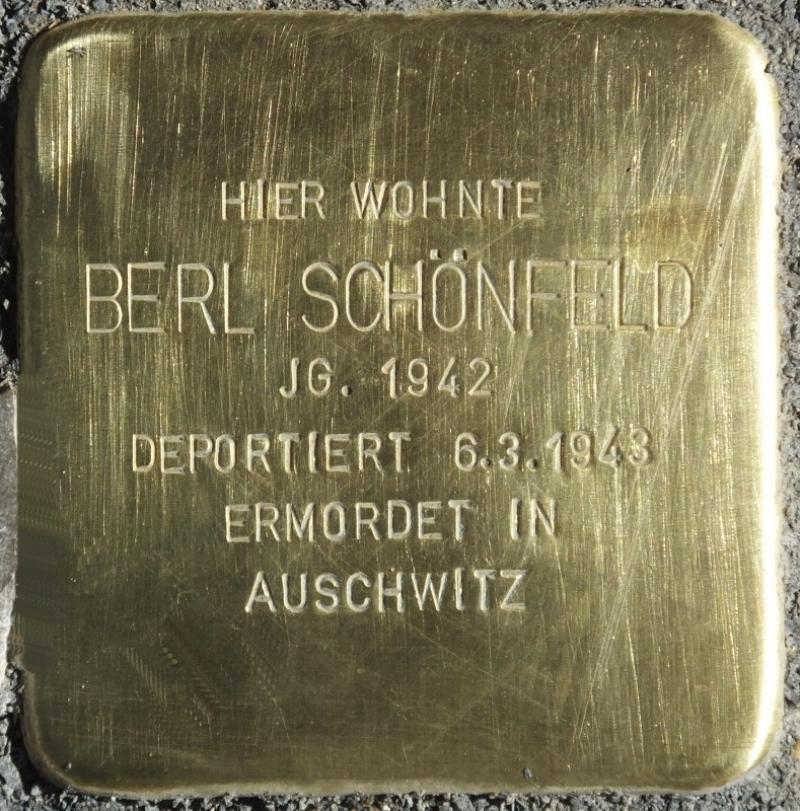 HIER WOHNTE
BERL SCHÖNFELD
JG. 1942
DEPORTIERT 6.3.1943
ERMORDET IN
AUSCHWITZ